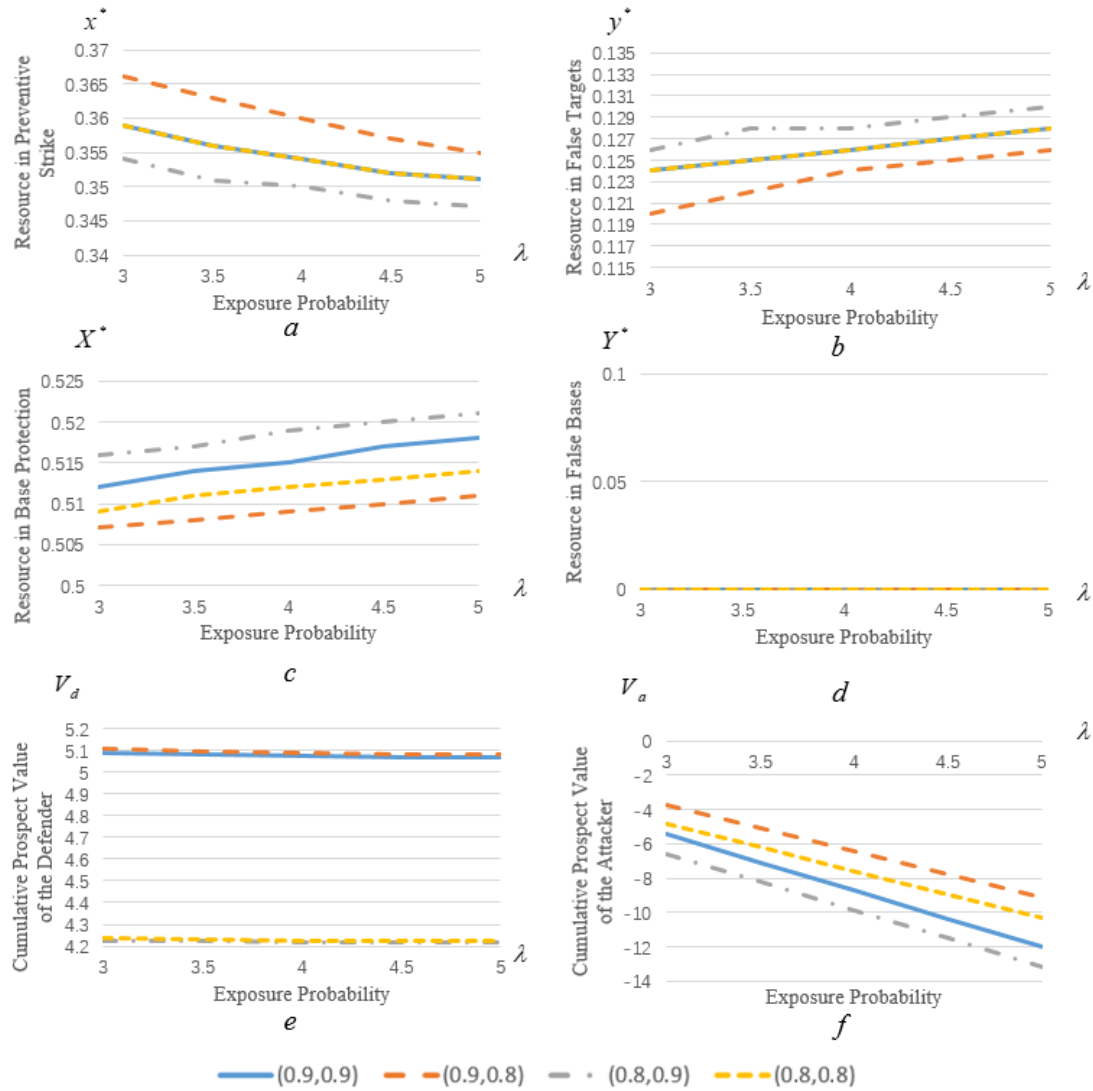 x*
Resource in Preventive
Strike
0.37
0.365
0.36
0.355
0.35
0.345
0.34
3 3.5 4 4.5 5
λ
Exposure Probability
a
y*
Resource in False Targets
0.135
0.133
0.131
0.129
0.127
0.125
0.123
0.121
0.119
0.117
0.115
3 3.5 4 4.5 5
λ
Exposure Probability
b
X*
Resource in Base Protection
0.525
0.52
0.515
0.51
0.505
0.5
3 3.5 4 4.5 5
λ
Exposure Probability
c
Y*
Resource in False Bases
0.1
0.05
0
3 3.5 4 4.5 5
λ
Exposure Probability
d
V_d
Cumulative Prospect Value
of the Defender
5.2
5.1
5
4.9
4.8
4.7
4.6
4.5
4.4
4.3
4.2
3 3.5 4 4.5 5
λ
Exposure Probability
e
V_a
Cumulative Prospect Value
of the Attacker
0
-2
-4
-6
-8
-10
-12
-14
3 3.5 4 4.5 5
λ
Exposure Probability
f
(0.9,0.9) (0.9,0.8) (0.8,0.9) (0.8,0.8)